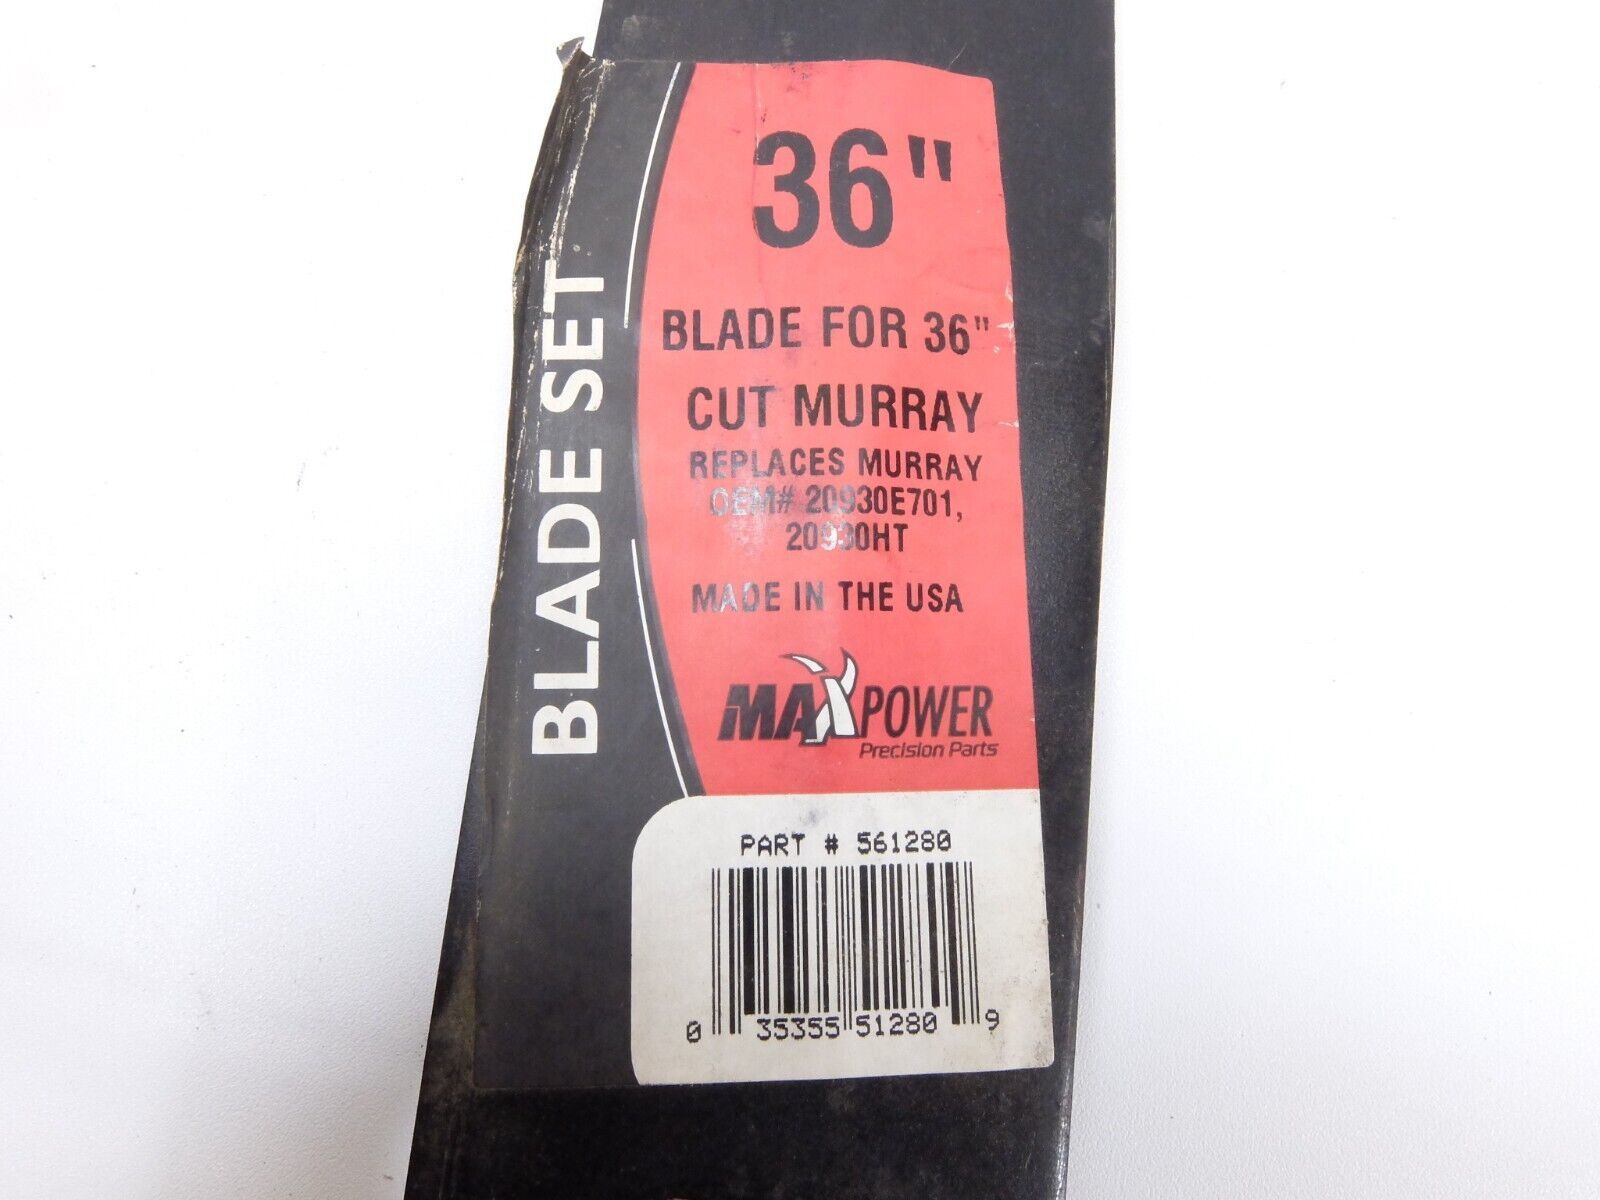 BLADE SET
36"
BLADE FOR 36"
CUT MURRAY
REPLACES MURRAY
OEM# 20930E701,
20930HT
MADE IN THE USA
MAXPOWER
Precision Parts
PART # 561280
0 35355 51280 9